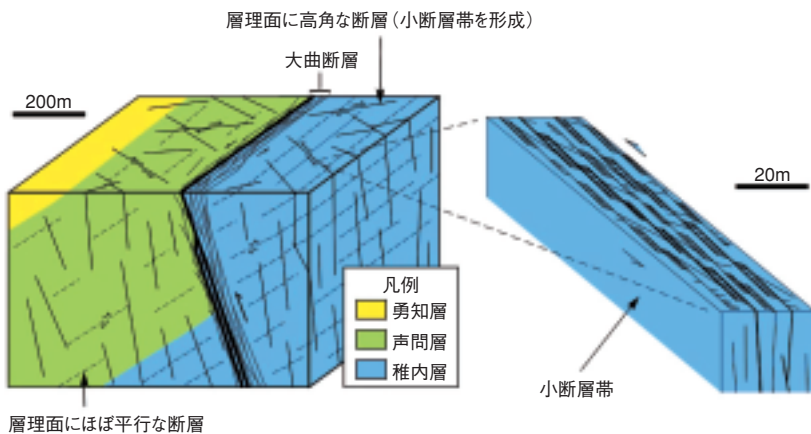 層理面に高角な断層(小断層帯を形成)
大曲断層
200m
20m
凡例
勇知層
声問層
稚内層
小断層帯
層理面にほぼ平行な断層